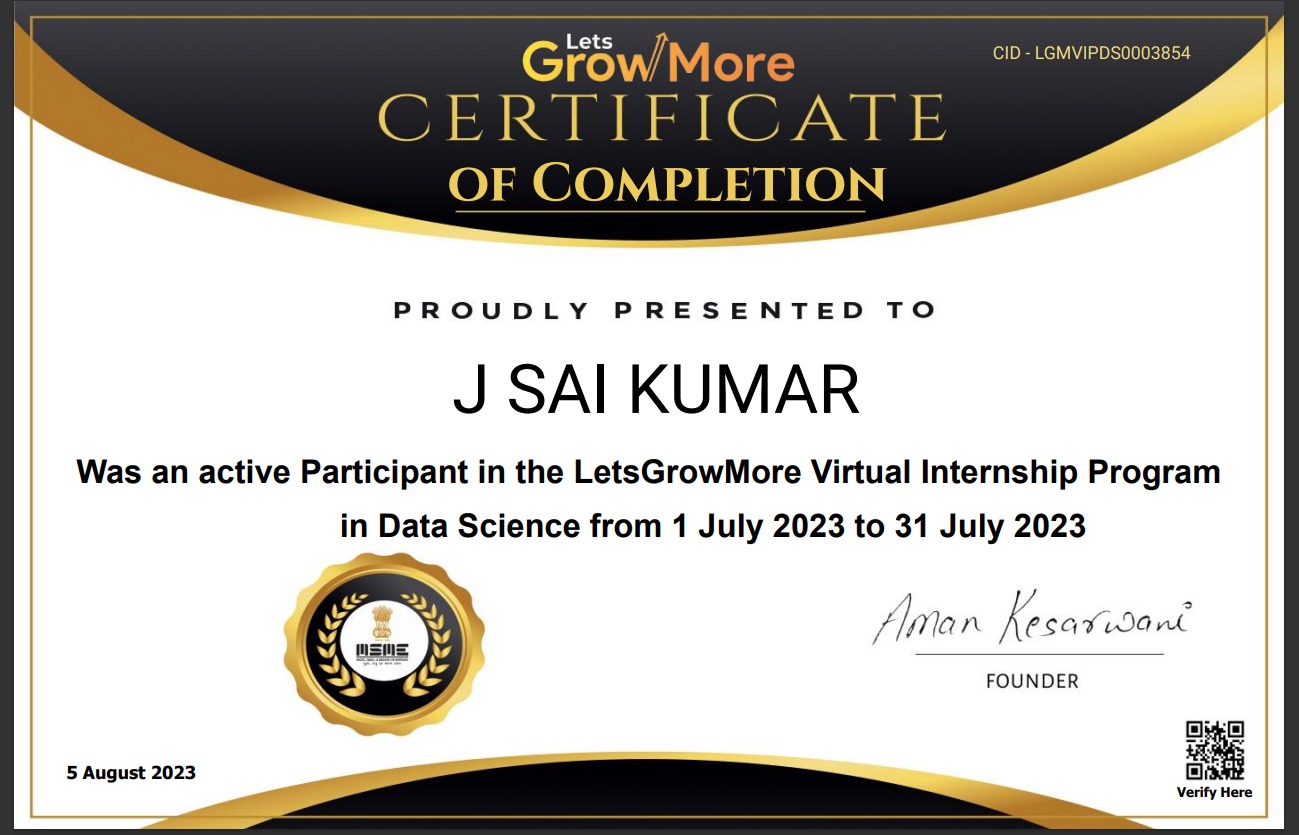 Lets
GrowMore
CID - LGMVIPDS0003854
CERTIFICATE
OF COMPLETION
PROUDLY PRESENTED TO
J SAI KUMAR
Was an active Participant in the LetsGrowMore Virtual Internship Program
in Data Science from 1 July 2023 to 31 July 2023
MSME
Aman Kesarwani
FOUNDER
5 August 2023
Verify Here